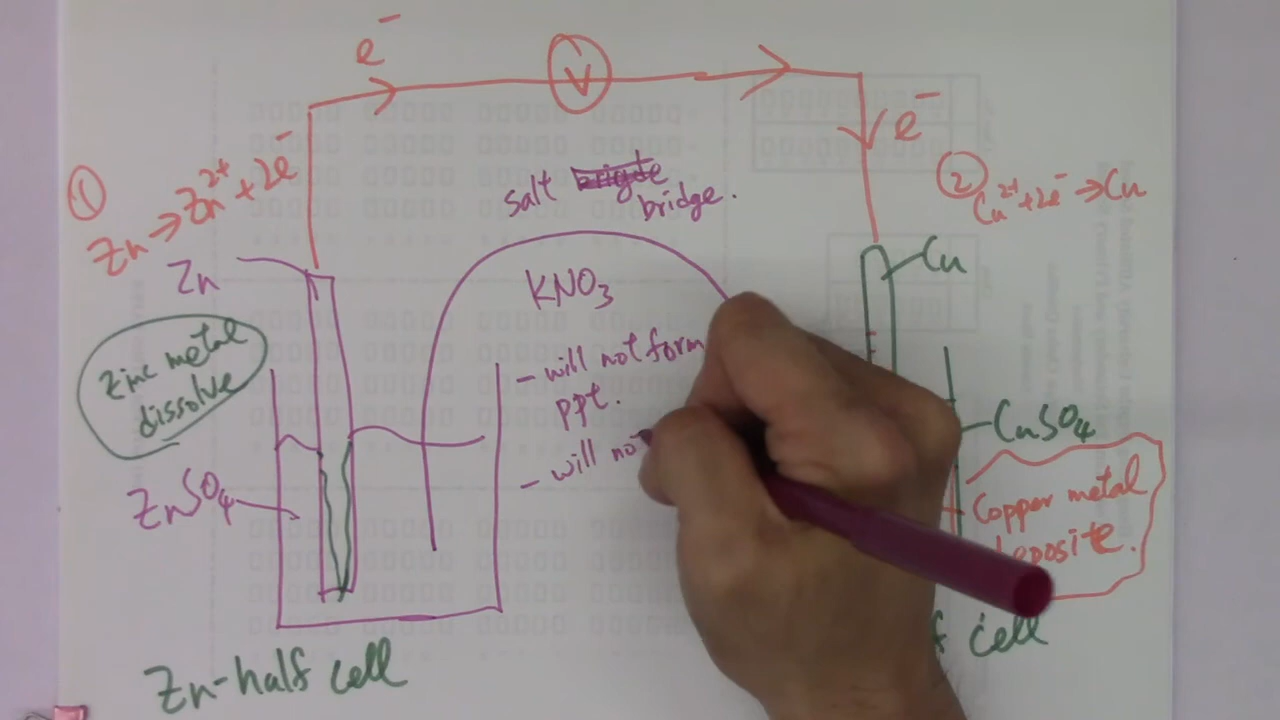 e⁻
V
e⁻
①
Zn → Zn²⁺ + 2e⁻
salt brigde
bridge.
②
Cu²⁺+2e⁻ → Cu
Zn
Cu
KNO₃
zinc metal
dissolve
- will not form
ppt.
- will not
ZnSO₄
CuSO₄
Copper metal
deposite.
Zn-half cell
f cell